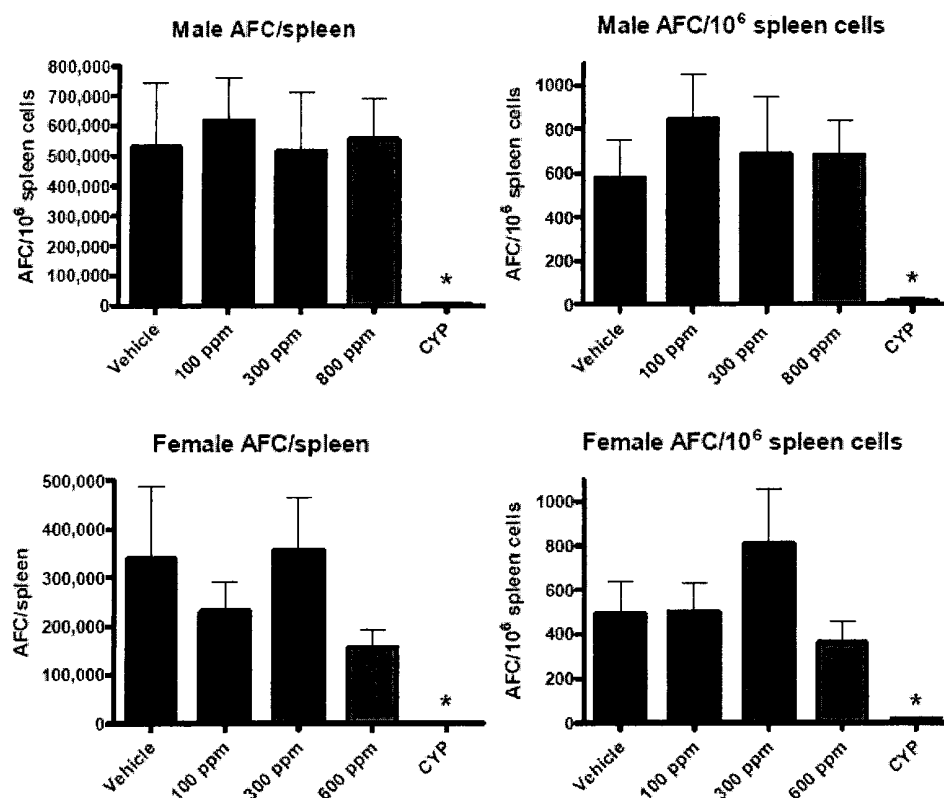 Male AFC/spleen
AFC/10⁶ spleen cells
800,000
700,000
600,000
500,000
400,000
300,000
200,000
100,000
0
*
Vehicle
100 ppm
300 ppm
800 ppm
CYP
Male AFC/10⁶ spleen cells
AFC/10⁶ spleen cells
1000
800
600
400
200
0
*
Vehicle
100 ppm
300 ppm
800 ppm
CYP
Female AFC/spleen
AFC/spleen
500,000
400,000
300,000
200,000
100,000
0
*
Vehicle
100 ppm
300 ppm
600 ppm
CYP
Female AFC/10⁶ spleen cells
AFC/10⁶ spleen cells
1000
800
600
400
200
0
*
Vehicle
100 ppm
300 ppm
600 ppm
CYP